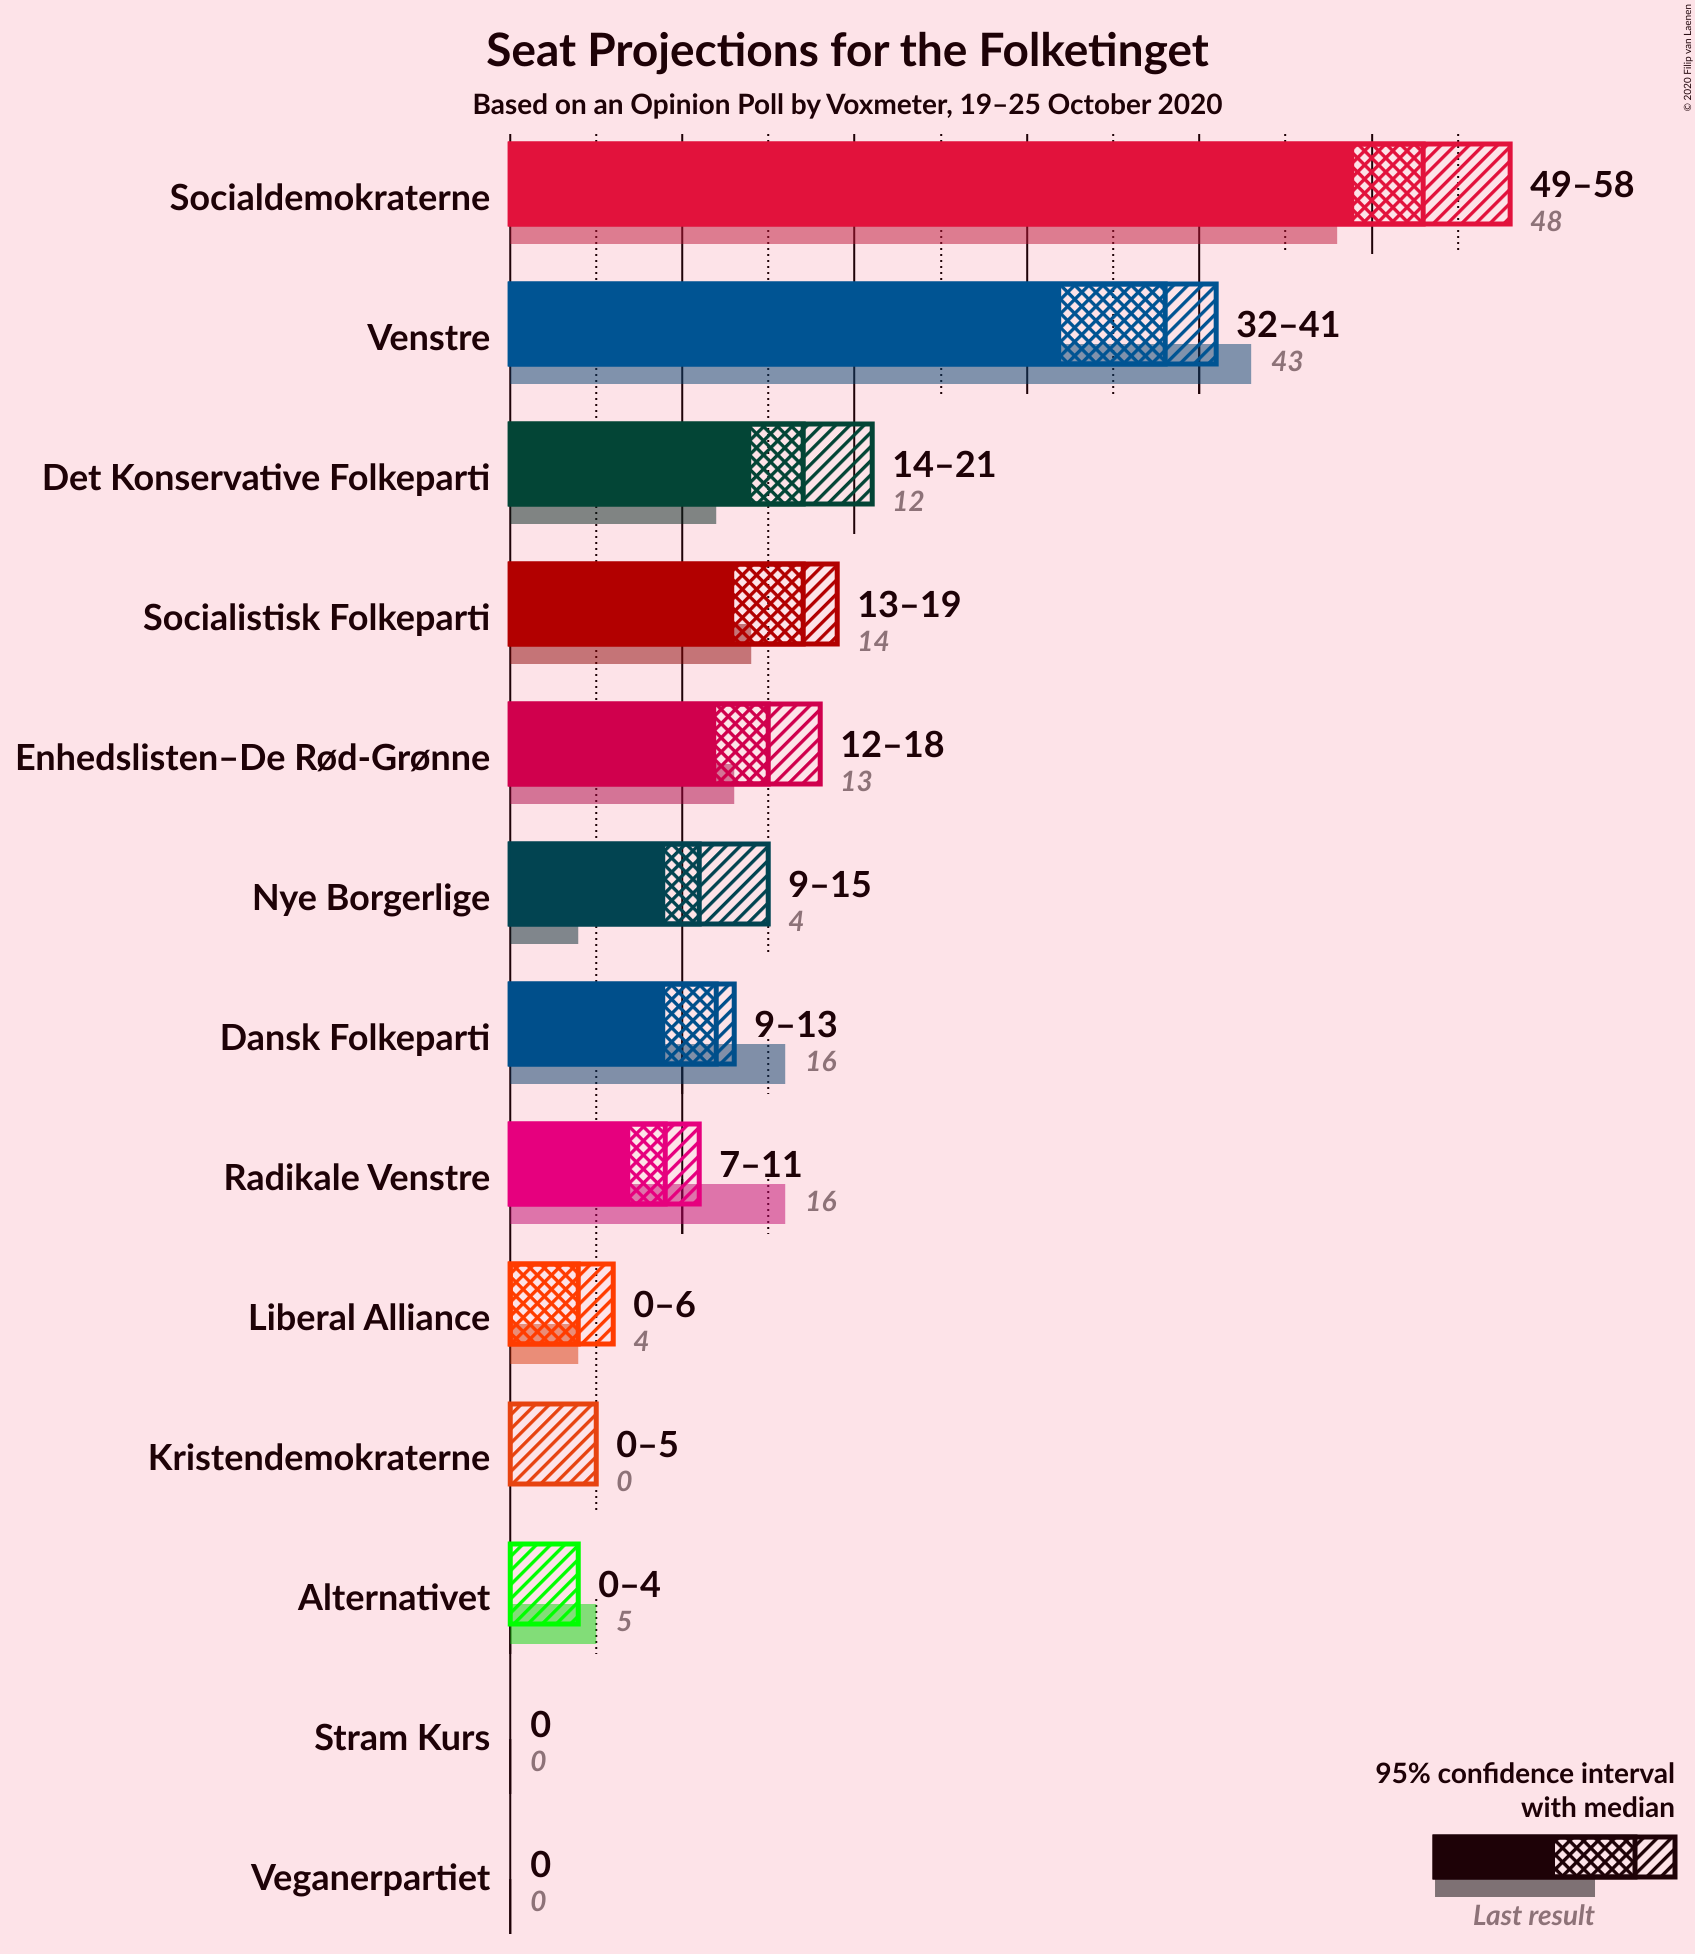 Seat Projections for the Folketinget
Based on an Opinion Poll by Voxmeter, 19–25 October 2020
© 2020 Filip van Laenen
Socialdemokraterne
49–58
48
Venstre
32–41
43
Det Konservative Folkeparti
14–21
12
Socialistisk Folkeparti
13–19
14
Enhedslisten–De Rød-Grønne
12–18
13
Nye Borgerlige
9–15
4
Dansk Folkeparti
9–13
16
Radikale Venstre
7–11
16
Liberal Alliance
0–6
4
Kristendemokraterne
0–5
0
Alternativet
0–4
5
Stram Kurs
0
0
Veganerpartiet
0
0
95% confidence interval
with median
Last result